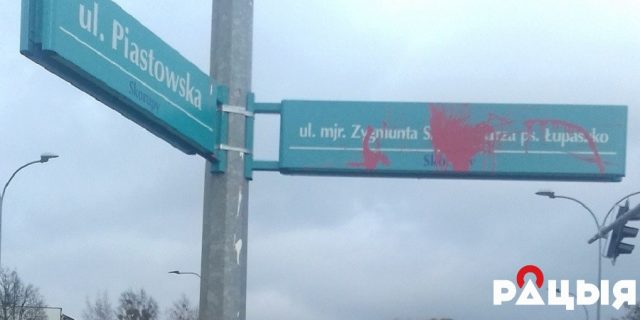 ul. Piastowska
Skorupy
ul. mjr. Zygmunta ps. Łupaszko
РАЦЫЯ